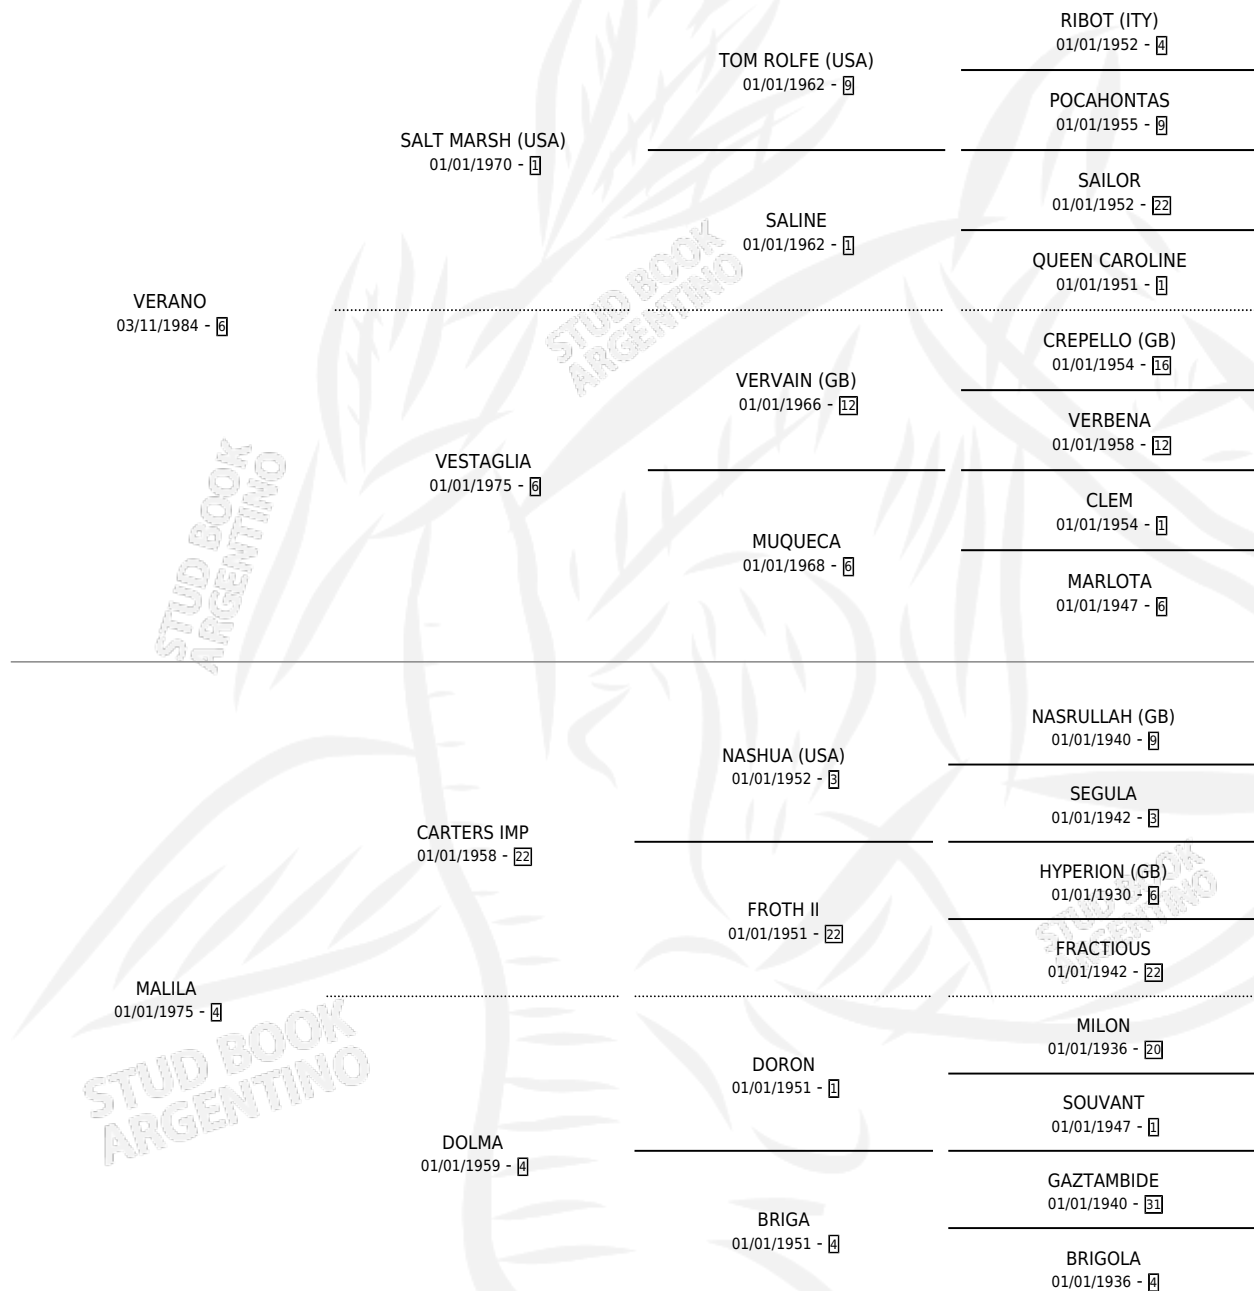 RIBOT (ITY)
01/01/1952 - 4
TOM ROLFE (USA)
01/01/1962 - 9
POCAHONTAS
01/01/1955 - 9
SALT MARSH (USA)
01/01/1970 - 1
SAILOR
01/01/1952 - 22
SALINE
01/01/1962 - 1
QUEEN CAROLINE
01/01/1951 - 1
VERANO
03/11/1984 - 6
CREPELLO (GB)
01/01/1954 - 16
VERVAIN (GB)
01/01/1966 - 12
VERBENA
01/01/1958 - 12
VESTAGLIA
01/01/1975 - 6
CLEM
01/01/1954 - 1
MUQUECA
01/01/1968 - 6
MARLOTA
01/01/1947 - 6
NASRULLAH (GB)
01/01/1940 - 9
NASHUA (USA)
01/01/1952 - 3
SEGULA
01/01/1942 - 3
CARTERS IMP
01/01/1958 - 22
HYPERION (GB)
01/01/1930 - 6
FROTH II
01/01/1951 - 22
FRACTIOUS
01/01/1942 - 22
MALILA
01/01/1975 - 4
MILON
01/01/1936 - 20
DORON
01/01/1951 - 1
SOUVANT
01/01/1947 - 1
DOLMA
01/01/1959 - 4
GAZTAMBIDE
01/01/1940 - 31
BRIGA
01/01/1951 - 4
BRIGOLA
01/01/1936 - 4
STUD BOOK
ARGENTINO
STUD BOOK
ARGENTINO
STUD BOOK
ARGENTINO
STUD BOOK
ARGENTINO